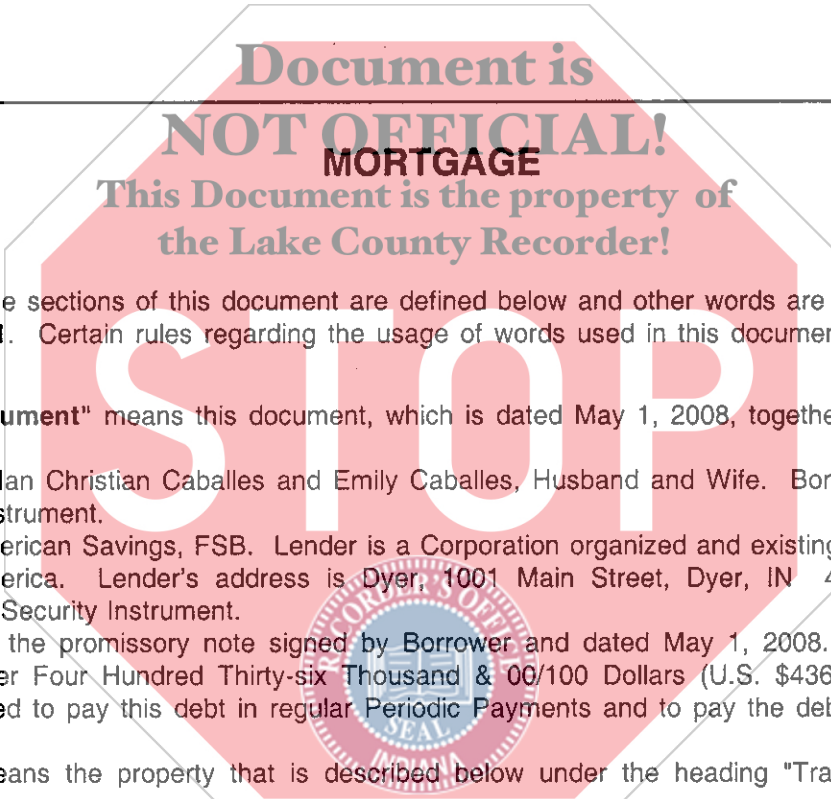 Document is
NOT OFFICIAL!
MORTGAGE
This Document is the property of
the Lake County Recorder!
e sections of this document are defined below and other words are
. Certain rules regarding the usage of words used in this documen
ument" means this document, which is dated May 1, 2008, togethe
lan Christian Caballes and Emily Caballes, Husband and Wife. Bor
strument.
erican Savings, FSB. Lender is a Corporation organized and existing
erica. Lender's address is Dyer, 1001 Main Street, Dyer, IN 4
Security Instrument.
the promissory note signed by Borrower and dated May 1, 2008.
er Four Hundred Thirty-six Thousand & 00/100 Dollars (U.S. $436
ed to pay this debt in regular Periodic Payments and to pay the deb
eans the property that is described below under the heading "Tra
STOP
RECORDER'S OFFICE
SEAL
INDIANA